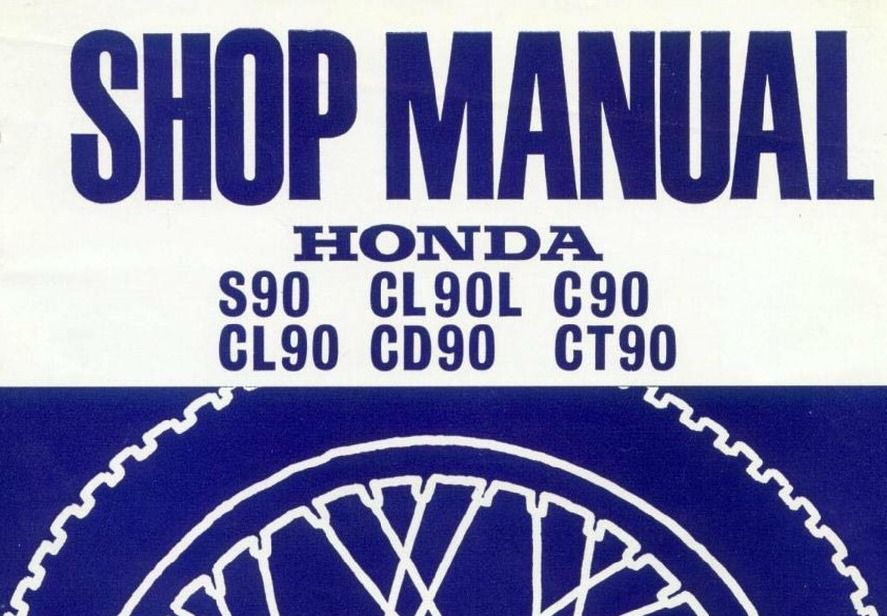 SHOP MANUAL
HONDA
S90 CL90L C90
CL90 CD90 CT90